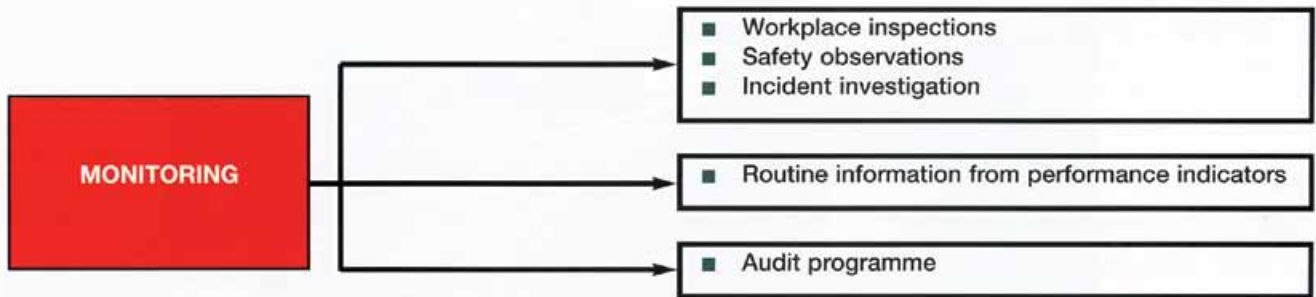 MONITORING
Workplace inspections
Safety observations
Incident investigation
Routine information from performance indicators
Audit programme